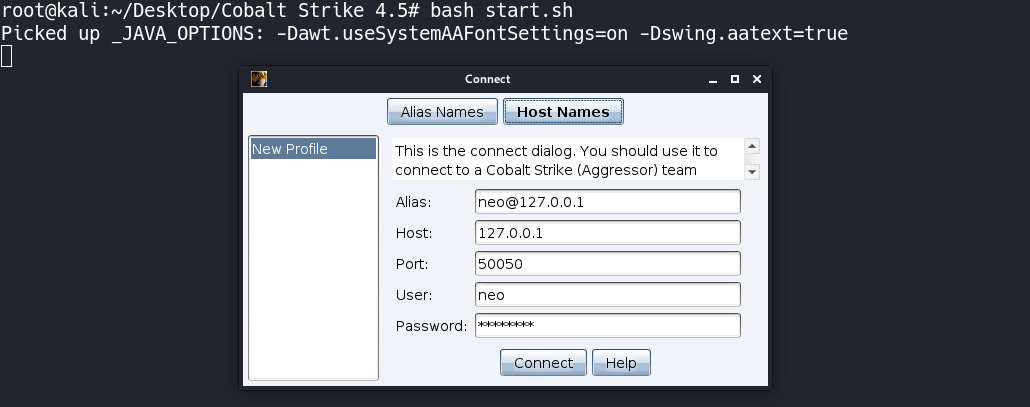 root@kali:~/Desktop/Cobalt Strike 4.5# bash start.sh
Picked up _JAVA_OPTIONS: -Dawt.useSystemAAFontSettings=on -Dswing.aatext=true
Connect
Alias Names
Host Names
New Profile
This is the connect dialog. You should use it to
connect to a Cobalt Strike (Aggressor) team
Alias: neo@127.0.0.1
Host: 127.0.0.1
Port: 50050
User: neo
Password: ********
Connect
Help